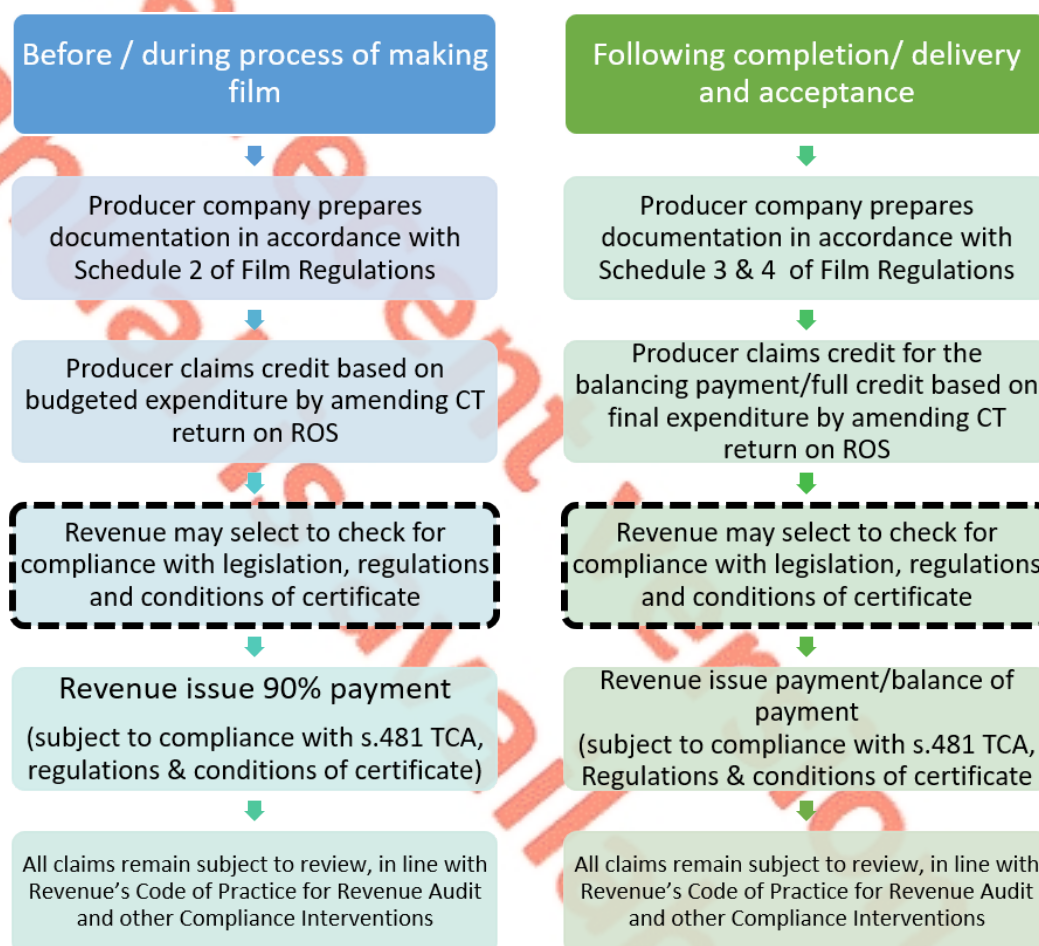 Before / during process of making
film
Producer company prepares
documentation in accordance with
Schedule 2 of Film Regulations
Producer claims credit based on
budgeted expenditure by amending CT
return on ROS
Revenue may select to check for
compliance with legislation, regulations
and conditions of certificate
Revenue issue 90% payment
(subject to compliance with s.481 TCA,
regulations & conditions of certificate)
All claims remain subject to review, in line with
Revenue’s Code of Practice for Revenue Audit
and other Compliance Interventions
Following completion/ delivery
and acceptance
Producer company prepares
documentation in accordance with
Schedule 3 & 4  of Film Regulations
Producer claims credit for the
balancing payment/full credit based on
final expenditure by amending CT
return on ROS
Revenue may select to check for
compliance with legislation, regulations
and conditions of certificate
Revenue issue payment/balance of
payment
(subject to compliance with s.481 TCA,
Regulations & conditions of certificate
All claims remain subject to review, in line with
Revenue’s Code of Practice for Revenue Audit
and other Compliance Interventions